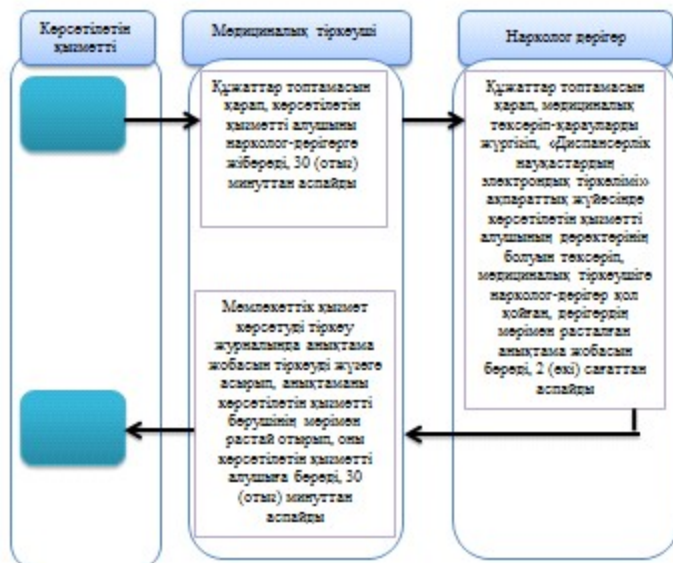 Көрсетілетін
қызметті
Медициналық тіркеуші
Нарколог дәрігер
Құжаттар топтамасын
қарап, көрсетілетін
қызметті алушыны
нарколог-дәрігерге
жібереді, 30 (отыз)
минуттан аспайды
Құжаттар топтамасын
қарап, медициналық
тексеріп-қарауларды
жүргізіп, «Диспансерлік
науқастардың
электрондық тіркелімі»
ақпараттық жүйесінде
көрсетілетін қызметті
алушының деректерінің
болуын тексеріп,
медициналық тіркеушіге
нарколог-дәрігер қол
қойған, дәрігердің
мөрімен расталған
анықтама жобасын
береді, 2 (екі) сағаттан
аспайды
Мемлекеттік қызмет
көрсетуді тіркеу
журналында анықтама
жобасын тіркеуді жүзеге
асырып, анықтаманы
көрсетілетін қызметті
берушінің мөрімен
растай отырып, оны
көрсетілетін қызметті
алушыға береді, 30
(отыз) минуттан
аспайды